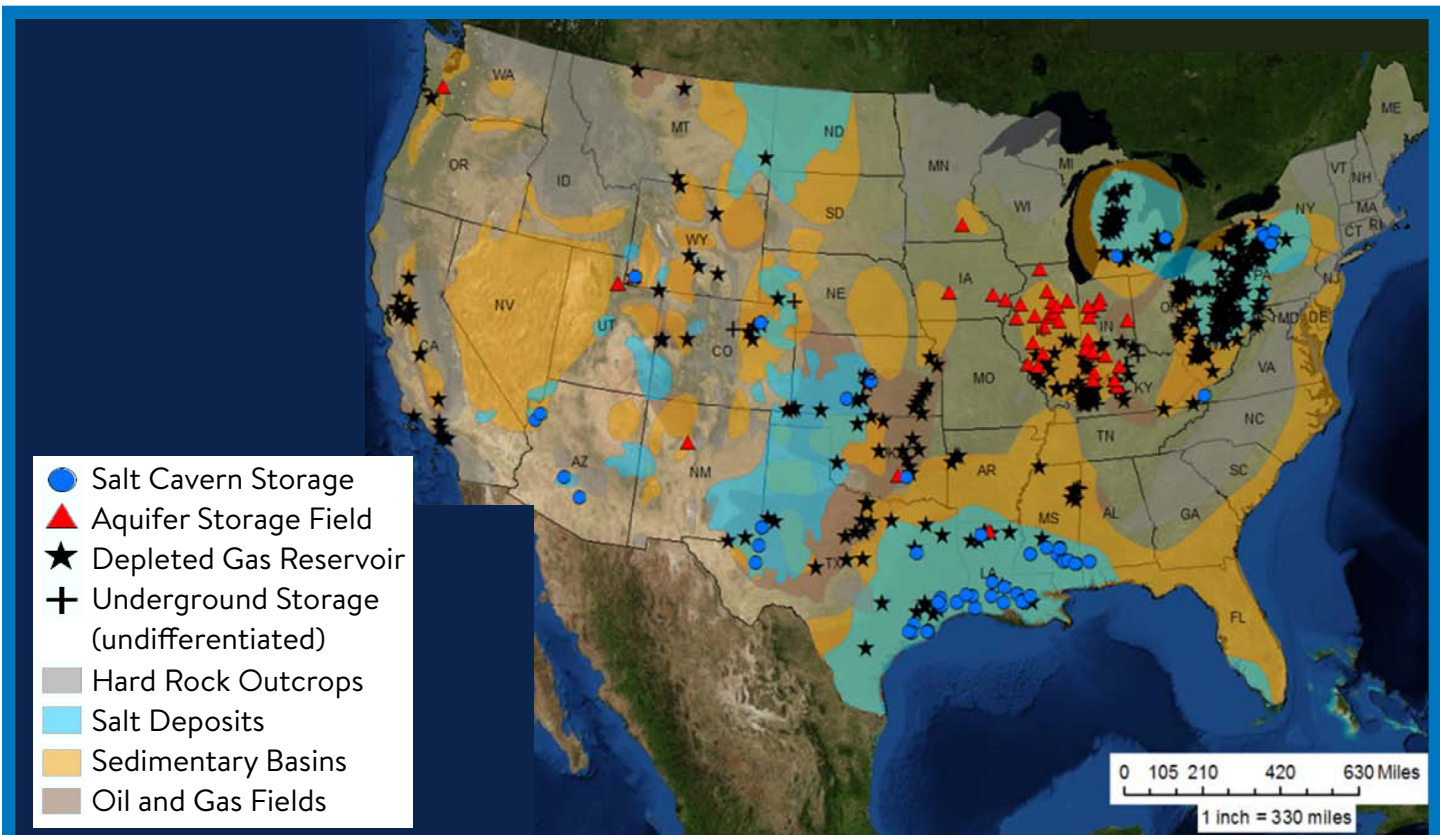 WA
MT
ND
MN
ME
OR
ID
SD
WI
MI
VT
NH
NY
MA
CT
RI
WY
IA
NE
PA
NJ
NV
UT
CO
IN
MD
DE
CA
MO
KY
VA
TN
NC
AZ
NM
AR
SC
MS
AL
GA
TX
LA
FL
Salt Cavern Storage
Aquifer Storage Field
Depleted Gas Reservoir
Underground Storage
(undifferentiated)
Hard Rock Outcrops
Salt Deposits
Sedimentary Basins
Oil and Gas Fields
0 105 210 420 630 Miles
1 inch = 330 miles